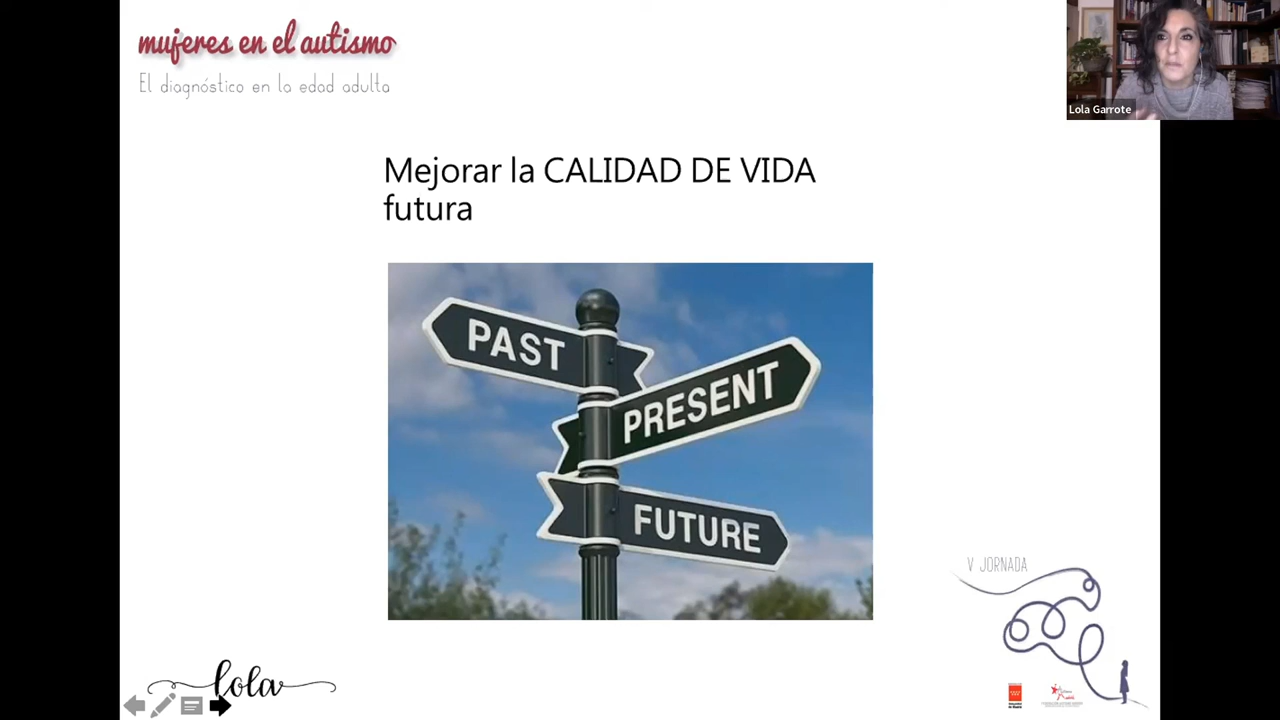 mujeres en el autismo
El diagnóstico en la edad adulta
Lola Garrote
Mejorar la CALIDAD DE VIDA
futura
PAST
PRESENT
FUTURE
V JORNADA
lola